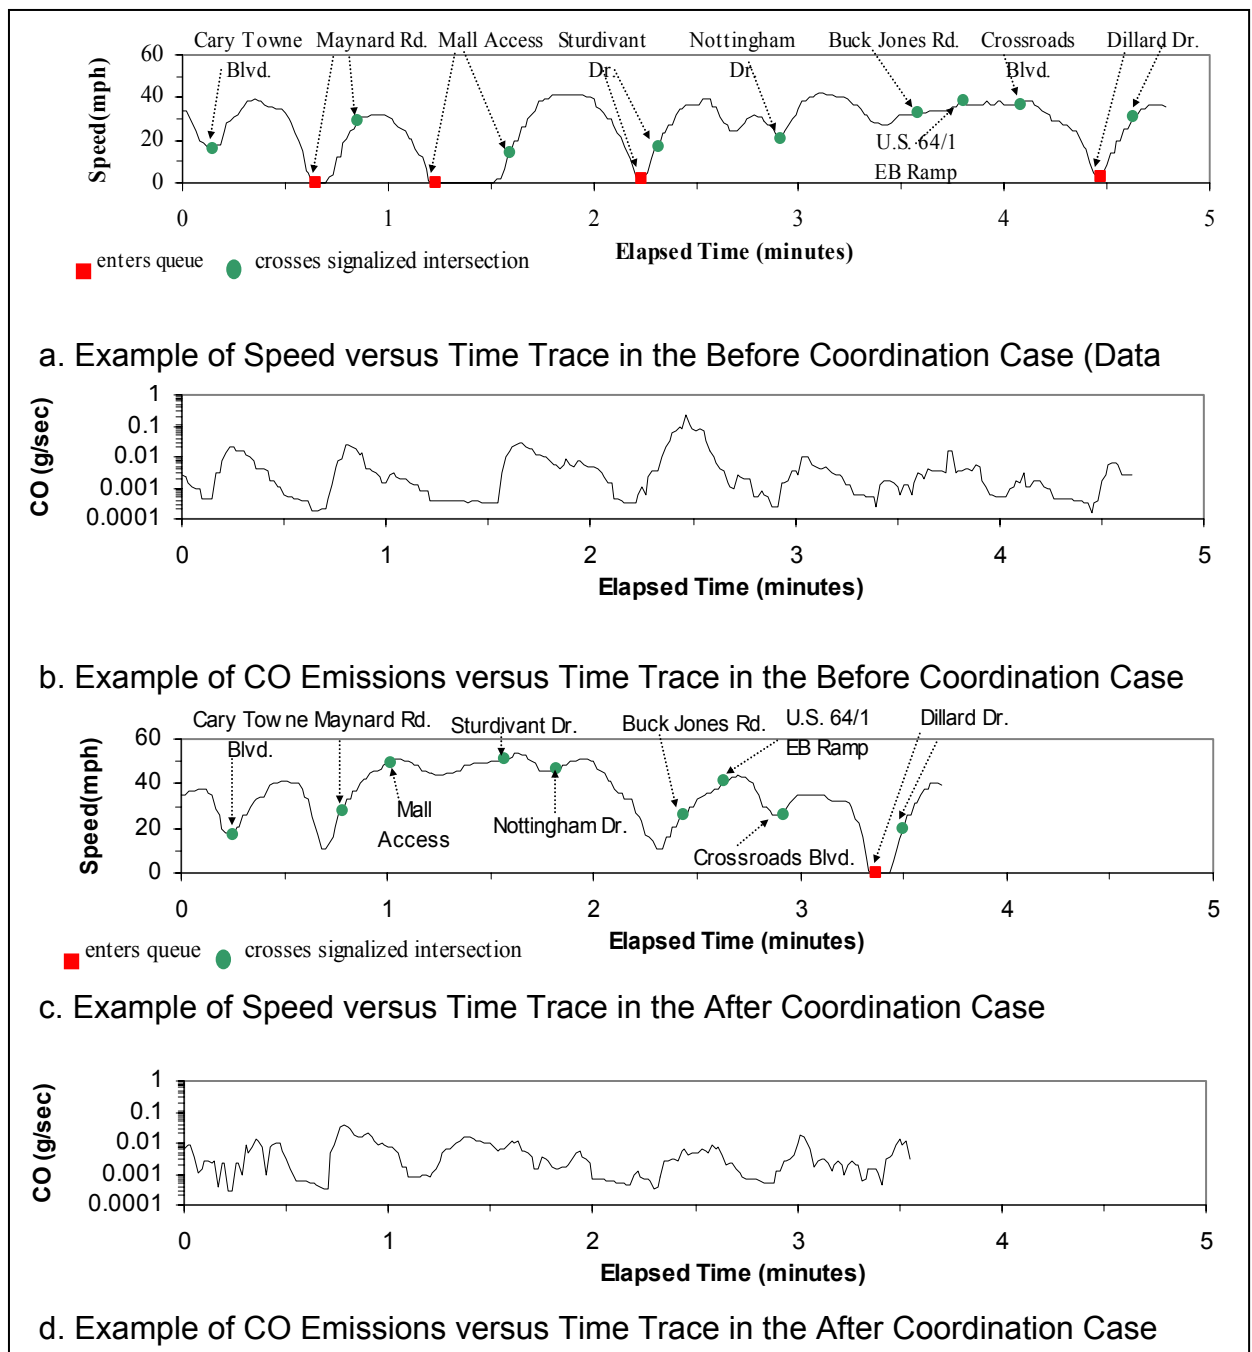 Cary Towne Maynard Rd. Mall Access Sturdivant Nottingham Buck Jones Rd. Crossroads Dillard Dr.
Blvd. Dr. Dr Blvd.
Speed(mph)
60
40
20
0
U.S. 64/1
EB Ramp
0 1 2 3 4 5
Elapsed Time (minutes)
enters queue crosses signalized intersection
a. Example of Speed versus Time Trace in the Before Coordination Case (Data
CO (g/sec)
1
0.1
0.01
0.001
0.0001
0 1 2 3 4 5
Elapsed Time (minutes)
b. Example of CO Emissions versus Time Trace in the Before Coordination Case
Cary Towne Maynard Rd. Sturdivant Dr. Buck Jones Rd. U.S. 64/1 Dillard Dr.
Blvd. EB Ramp
Speed(mph)
60
40
20
0
Mall
Access
Nottingham Dr.
Crossroads Blvd.
0 1 2 3 4 5
Elapsed Time (minutes)
enters queue crosses signalized intersection
c. Example of Speed versus Time Trace in the After Coordination Case
CO (g/sec)
1
0.1
0.01
0.001
0.0001
0 1 2 3 4 5
Elapsed Time (minutes)
d. Example of CO Emissions versus Time Trace in the After Coordination Case